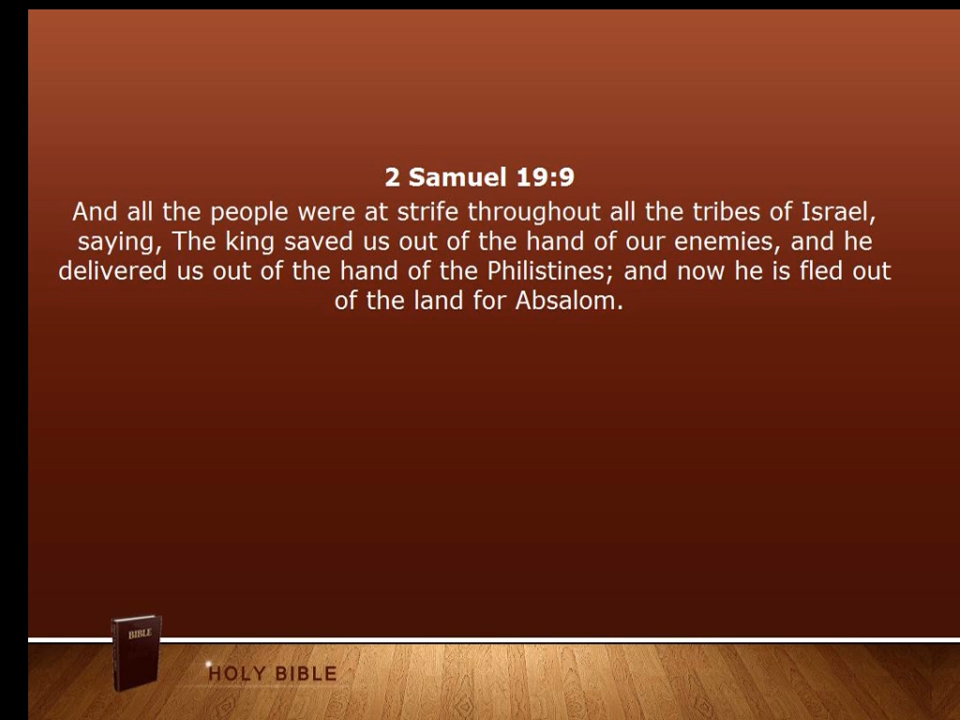 2 Samuel 19:9
And all the people were at strife throughout all the tribes of Israel,
saying, The king saved us out of the hand of our enemies, and he
delivered us out of the hand of the Philistines; and now he is fled out
of the land for Absalom.
BIBLE
HOLY BIBLE